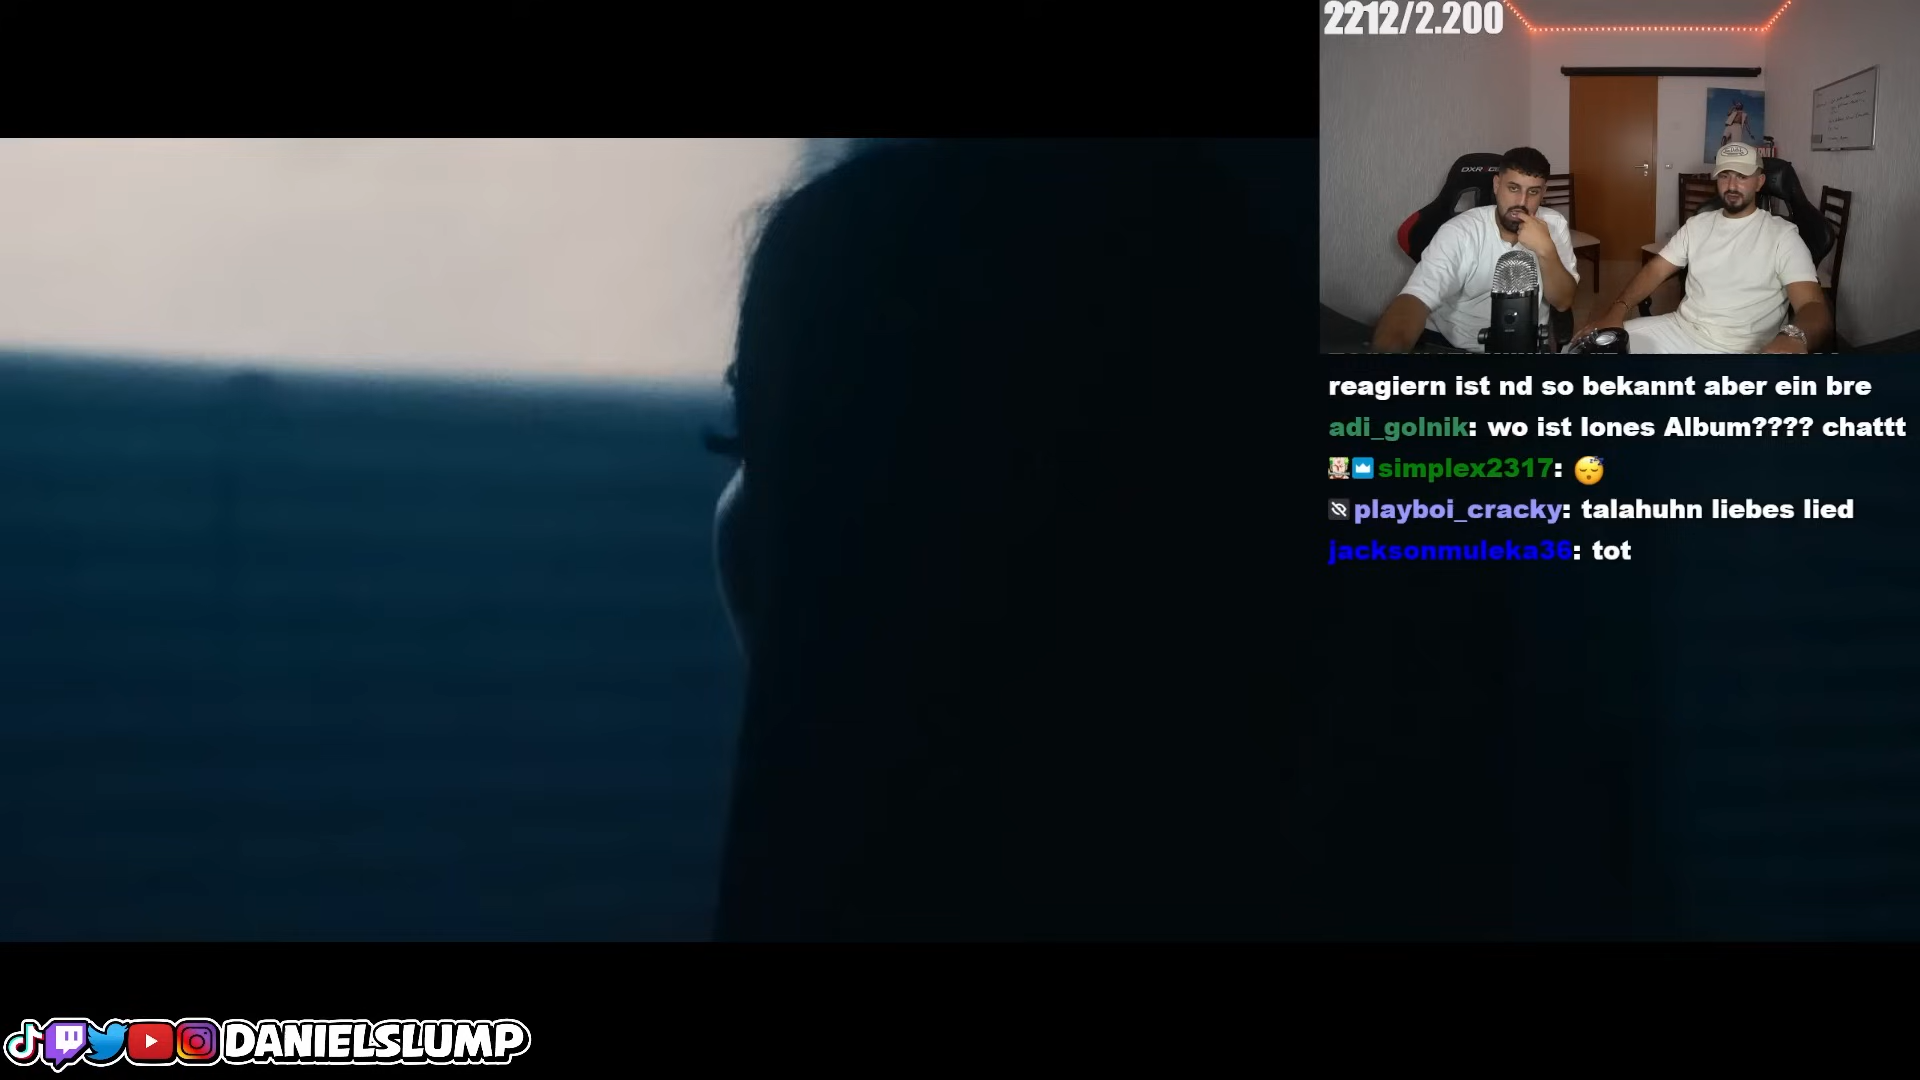 2212/2.200
DXR
reagiern ist nd so bekannt aber ein bre
adi_golnik: wo ist lones Album???? chattt
simplex2317: 😴
playboi_cracky: talahuhn liebes lied
jacksonmuleka36: tot
DANIELSLUMP